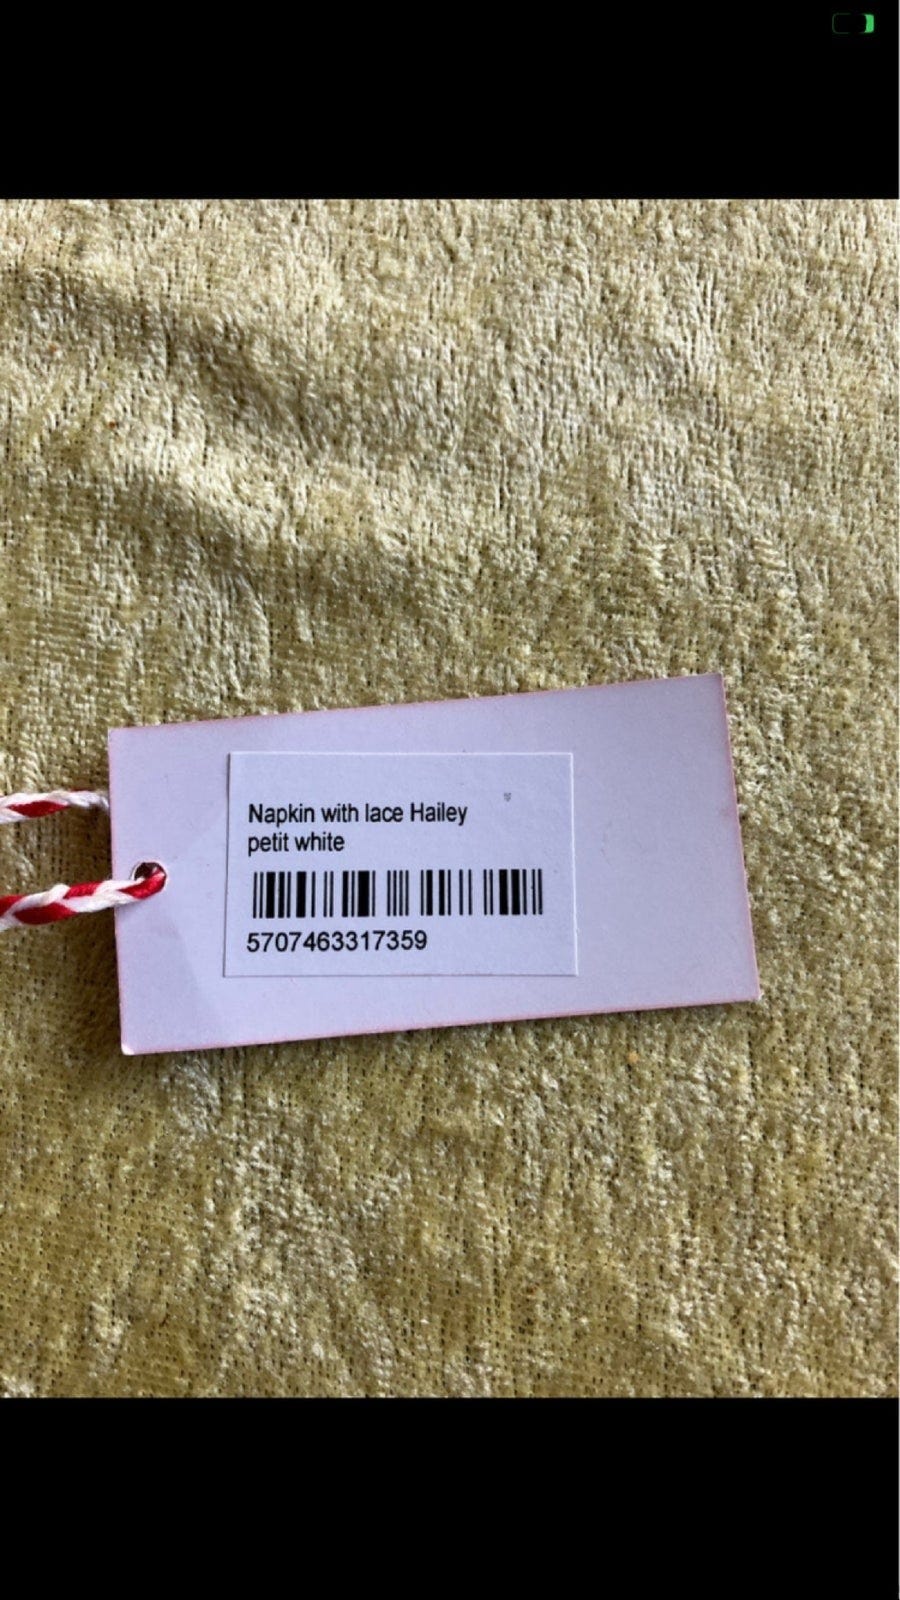 Napkin with lace Hailey
petit white
5707463317359